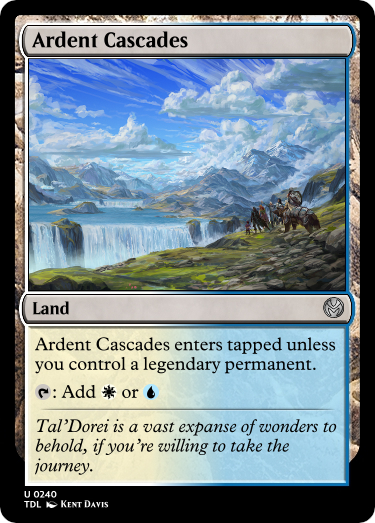 Ardent Cascades
Land
Ardent Cascades enters tapped unless
you control a legendary permanent.
: Add or
Tal'Dorei is a vast expanse of wonders to
behold, if you're willing to take the
journey.
U 0240
TDL Kent Davis